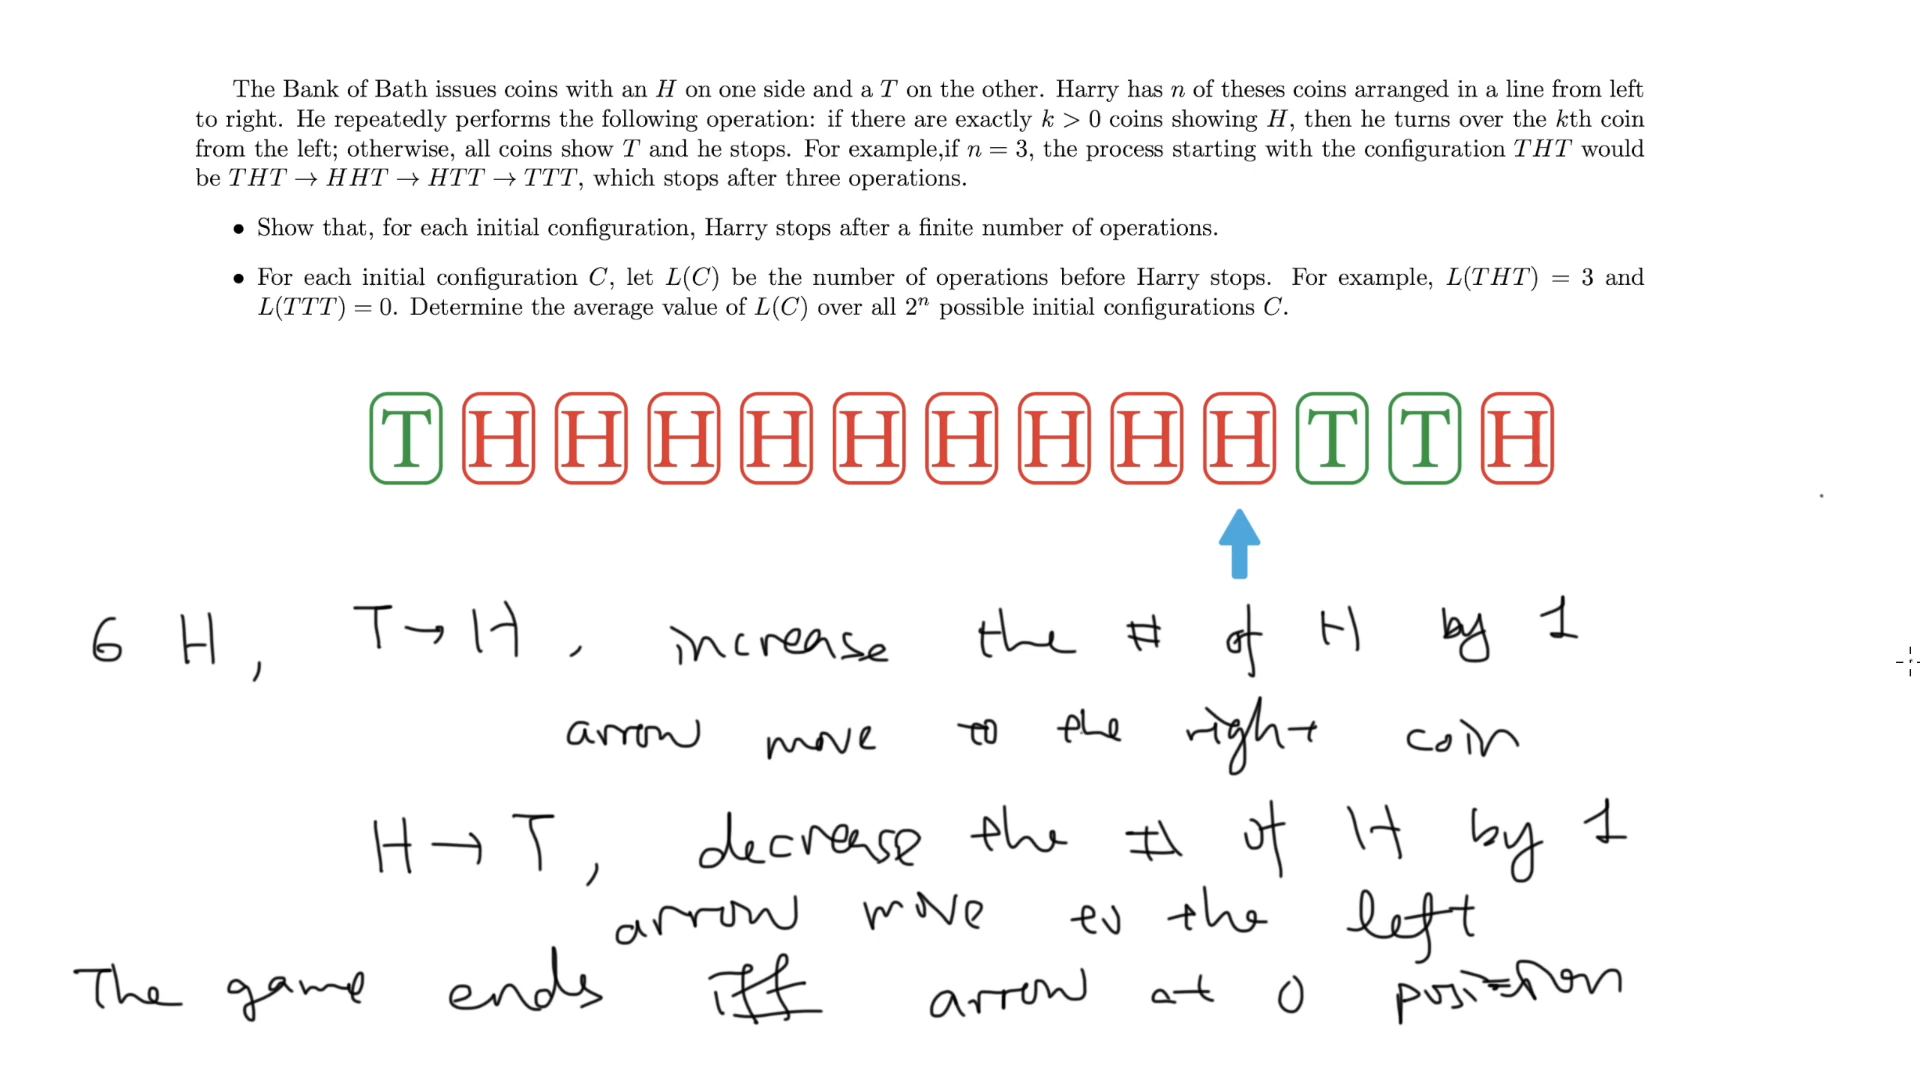 The Bank of Bath issues coins with an H on one side and a T on the other. Harry has n of theses coins arranged in a line from left
to right. He repeatedly performs the following operation: if there are exactly k > 0 coins showing H, then he turns over the kth coin
from the left; otherwise, all coins show T and he stops. For example,if n = 3, the process starting with the configuration THT would
be THT → HHT → HTT → TTT, which stops after three operations.
• Show that, for each initial configuration, Harry stops after a finite number of operations.
• For each initial configuration C, let L(C) be the number of operations before Harry stops. For example, L(THT) = 3 and
L(TTT) = 0. Determine the average value of L(C) over all 2ⁿ possible initial configurations C.
T H H H H H H H H H T T H
6 H, T → H, increase the # of H by 1
arrow move to the right coin
H → T, decrease the # of H by 1
arrow move to the left
The game ends iff arrow at 0 position